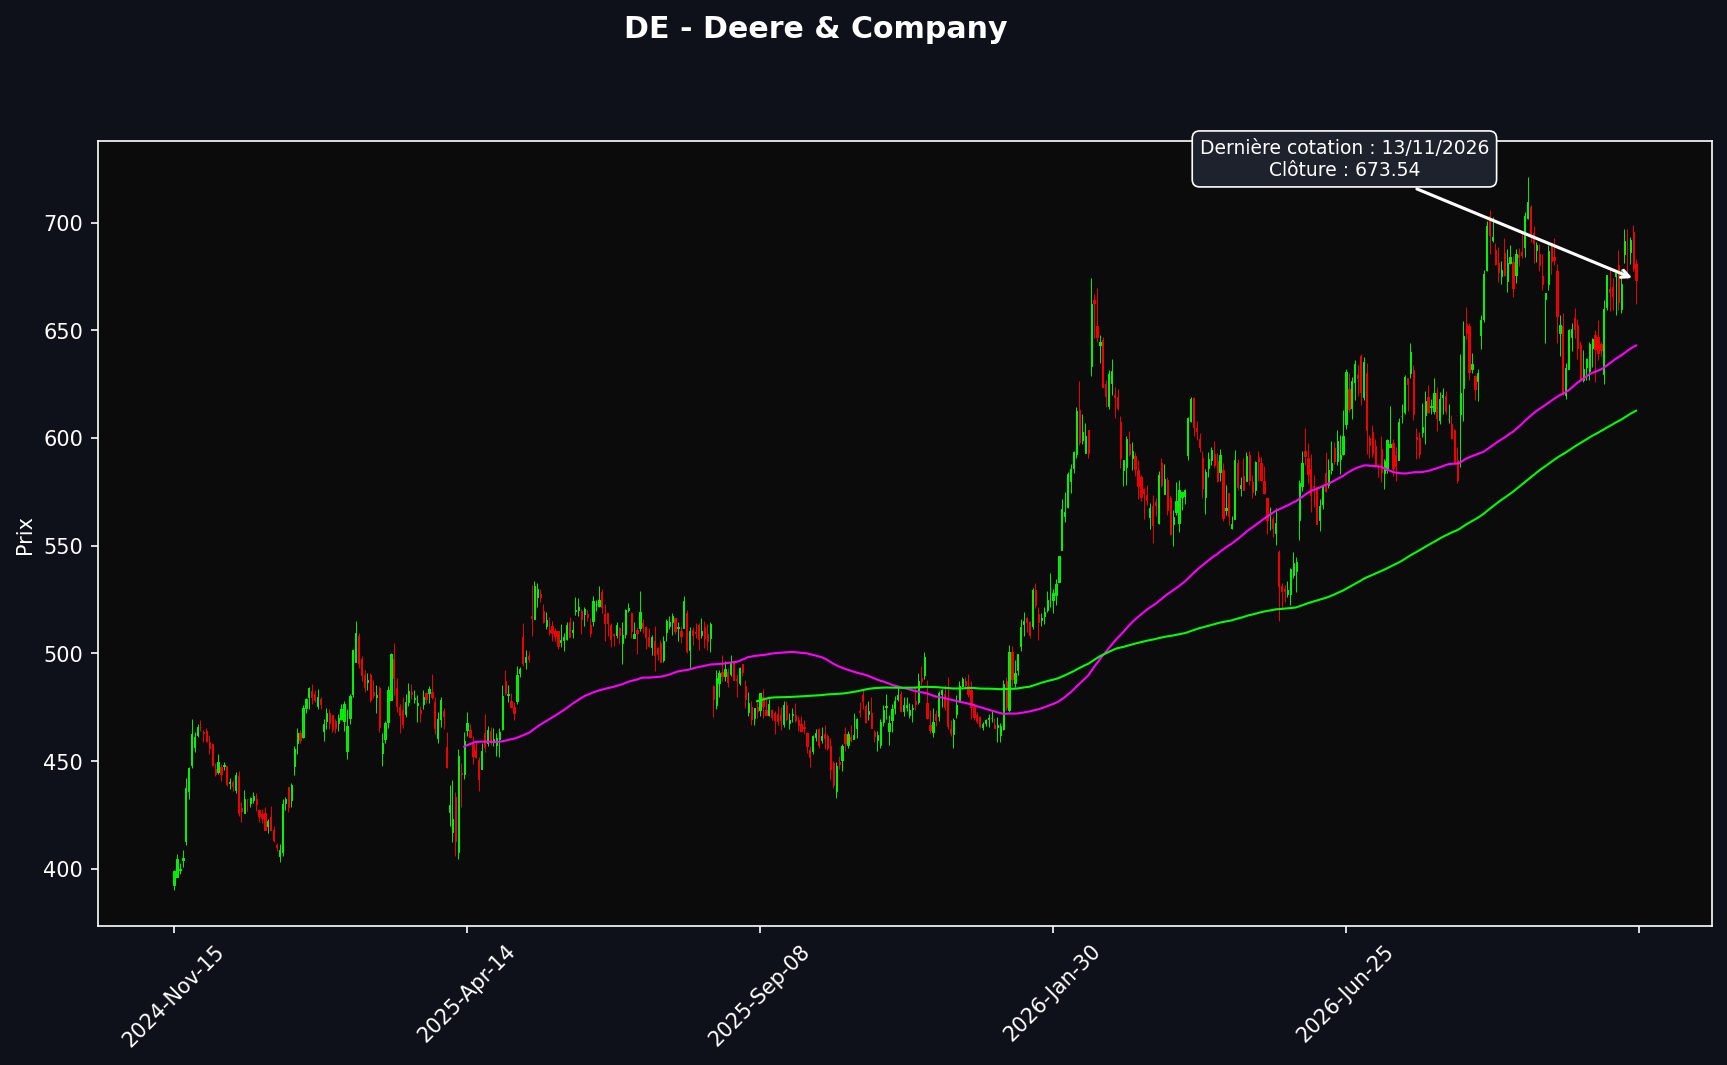 DE - Deere & Company
Dernière cotation : 13/11/2026
Clôture : 673.54
Prix
700
650
600
550
500
450
400
2024-Nov-15
2025-Apr-14
2025-Sep-08
2026-Jan-30
2026-Jun-25